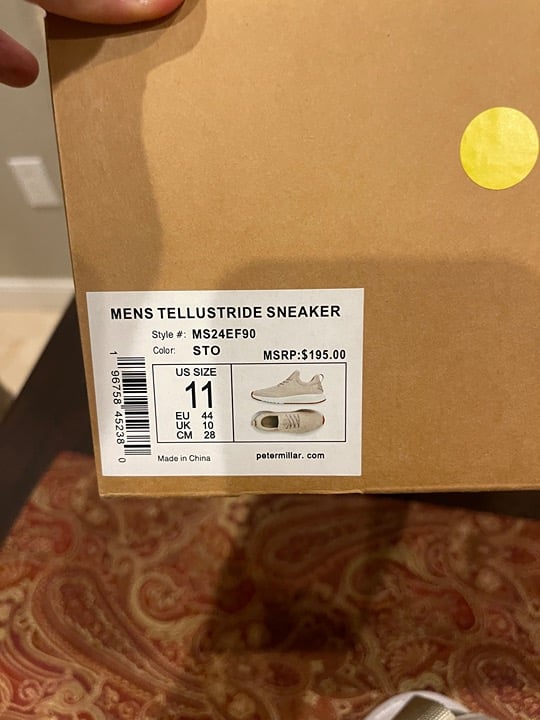 MENS TELLUSTRIDE SNEAKER
Style #: MS24EF90
Color: STO
MSRP:$195.00
US SIZE
11
EU 44
UK 10
CM 28
1 96758 45238 0
Made in China
petermillar. com